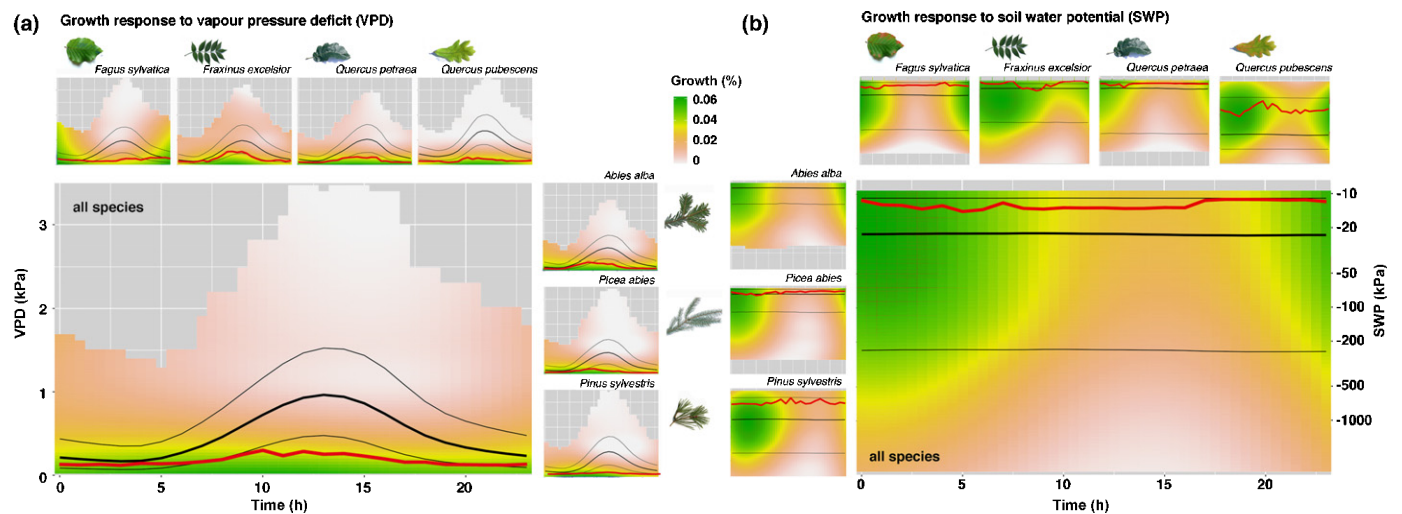 (a)
Growth response to vapour pressure deficit (VPD)
Fagus sylvatica
Fraxinus excelsior
Quercus petraea
Quercus pubescens
Growth (%)
0.06
0.04
0.02
0
all species
VPD (kPa)
3
2
1
0
0 5 10 15 20
Time (h)
Abies alba
Picea abies
Pinus sylvestris
(b)
Growth response to soil water potential (SWP)
Fagus sylvatica
Fraxinus excelsior
Quercus petraea
Quercus pubescens
Abies alba
Picea abies
Pinus sylvestris
-10
-20
-50
-100
-200
-500
-1000
SWP (kPa)
all species
0 5 10 15 20
Time (h)